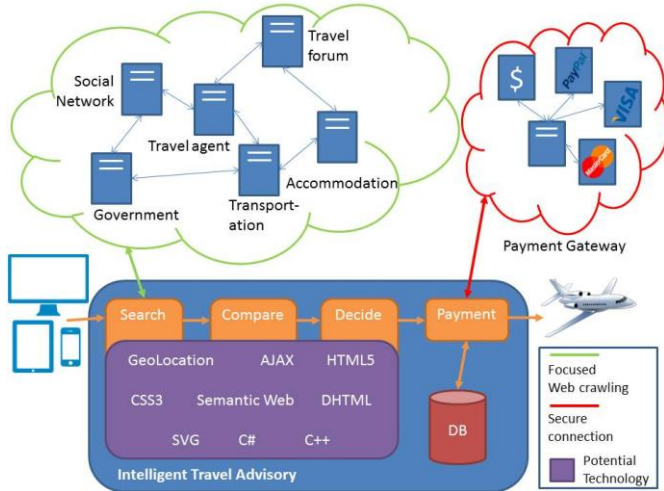 Travel
forum
Social
Network
Travel agent
Accommodation
Government
Transport-
ation
$
PayPal
VISA
MasterCard
Payment Gateway
Search
Compare
Decide
Payment
GeoLocation
AJAX
HTML5
CSS3
Semantic Web
DHTML
SVG
C#
C++
DB
Intelligent Travel Advisory
Focused
Web crawling
Secure
connection
Potential
Technology